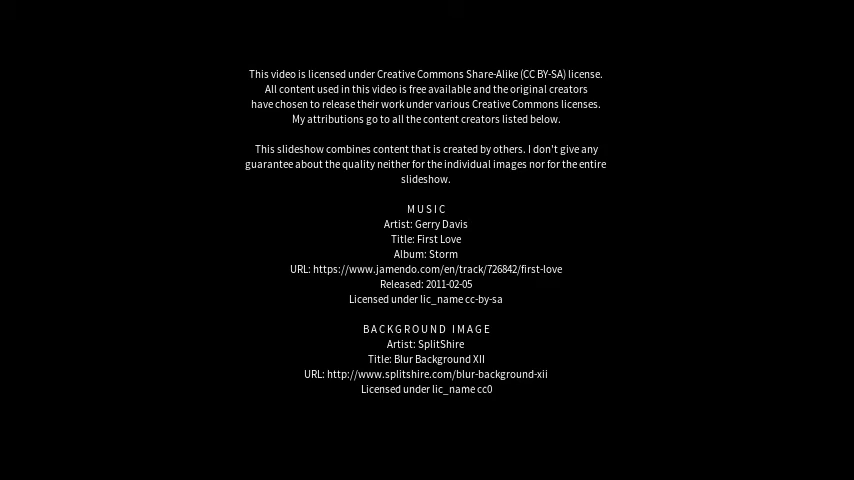 This video is licensed under Creative Commons Share-Alike (CC BY-SA) license.
All content used in this video is free available and the original creators
have chosen to release their work under various Creative Commons licenses.
My attributions go to all the content creators listed below.
This slideshow combines content that is created by others. I don't give any
guarantee about the quality neither for the individual images nor for the entire
slideshow.
MUSIC
Artist: Gerry Davis
Title: First Love
Album: Storm
URL: https://www.jamendo.com/en/track/726842/first-love
Released: 2011-02-05
Licensed under lic_name cc-by-sa
BACKGROUND IMAGE
Artist: SplitShire
Title: Blur Background XII
URL: http://www.splitshire.com/blur-background-xii
Licensed under lic_name cc0